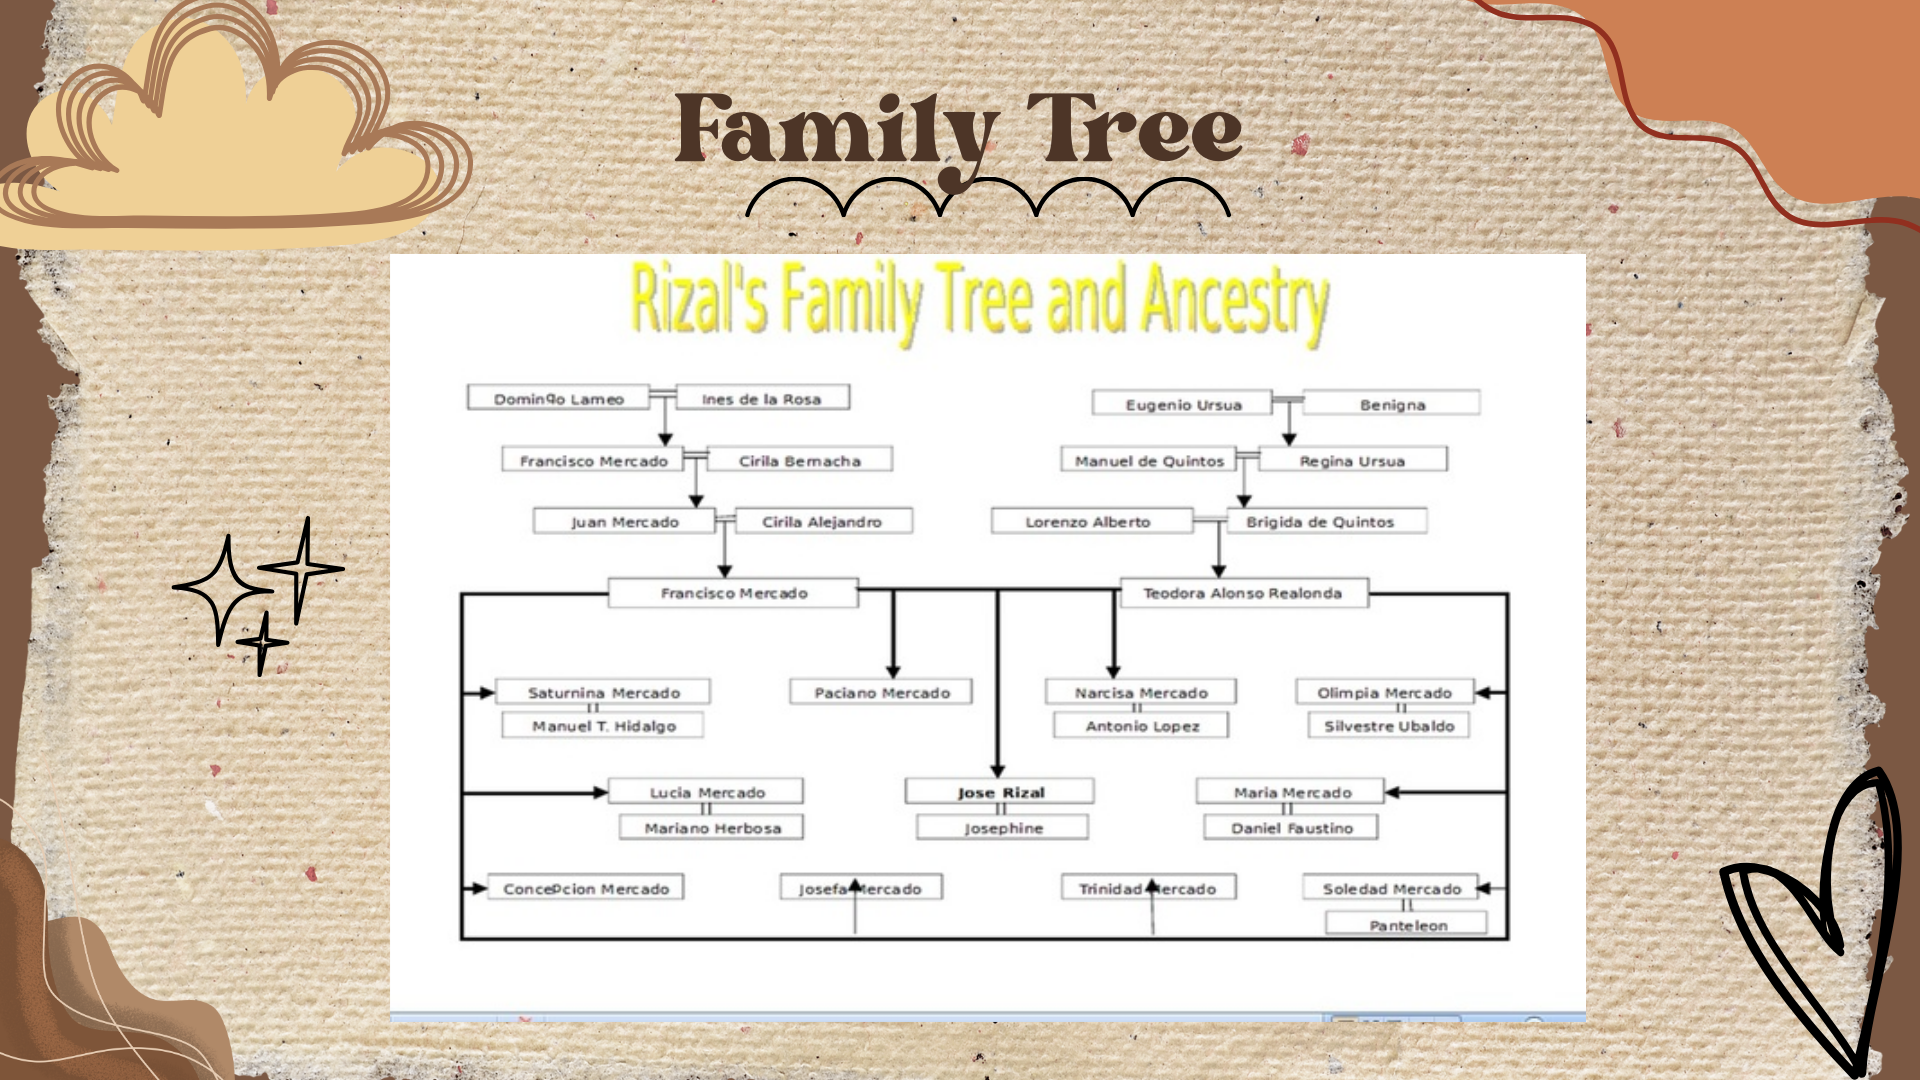 Family Tree
Rizal's Family Tree and Ancestry
Domingo Lameo Ines de la Rosa Eugenio Ursua Benigna
Francisco Mercado Cirila Bernacha Manuel de Quintos Regina Ursua
Juan Mercado Cirila Alejandro Lorenzo Alberto Brigida de Quintos
Francisco Mercado Teodora Alonso Realonda
Saturnina Mercado Paciano Mercado Narcisa Mercado Olimpia Mercado
Manuel T. Hidalgo Antonio Lopez Silvestre Ubaldo
Lucia Mercado Jose Rizal Maria Mercado
Mariano Herbosa Josephine Daniel Faustino
Concepcion Mercado Josefa Mercado Trinidad Mercado Soledad Mercado
Panteleon